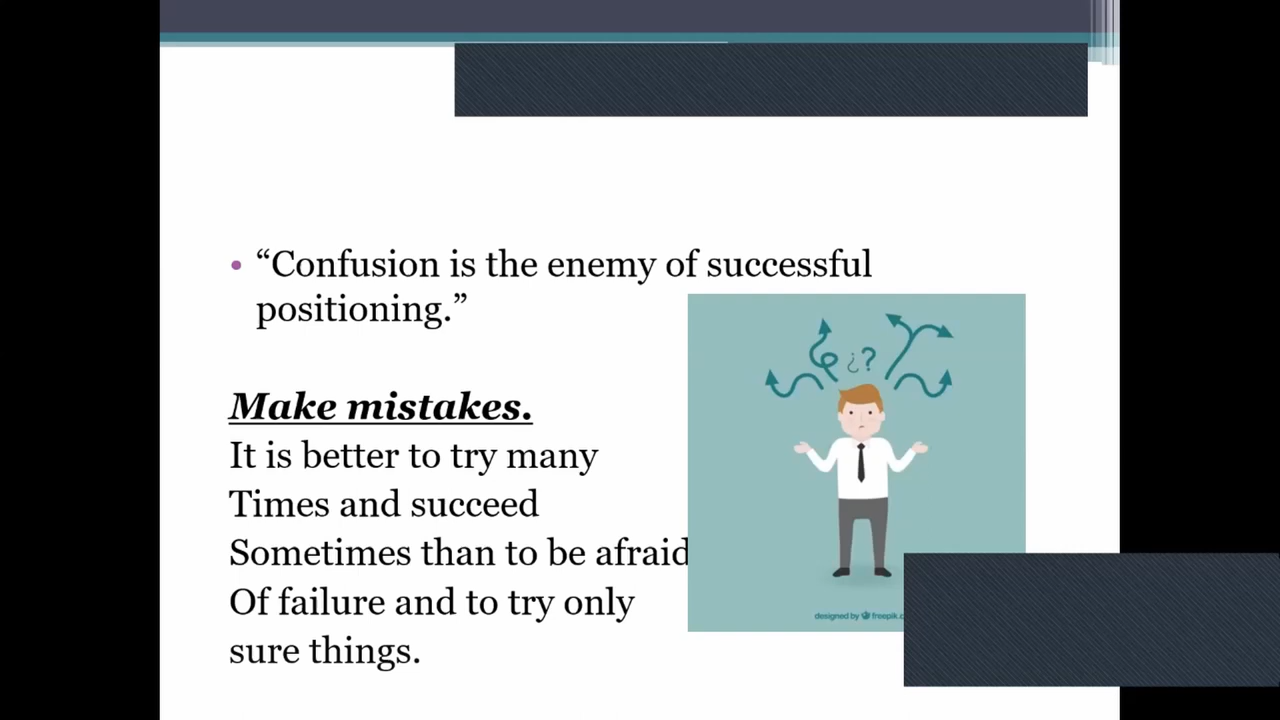 • “Confusion is the enemy of successful
positioning.”
¿?
Make mistakes.
It is better to try many
Times and succeed
Sometimes than to be afraid
Of failure and to try only
sure things.
designed by freepik.c